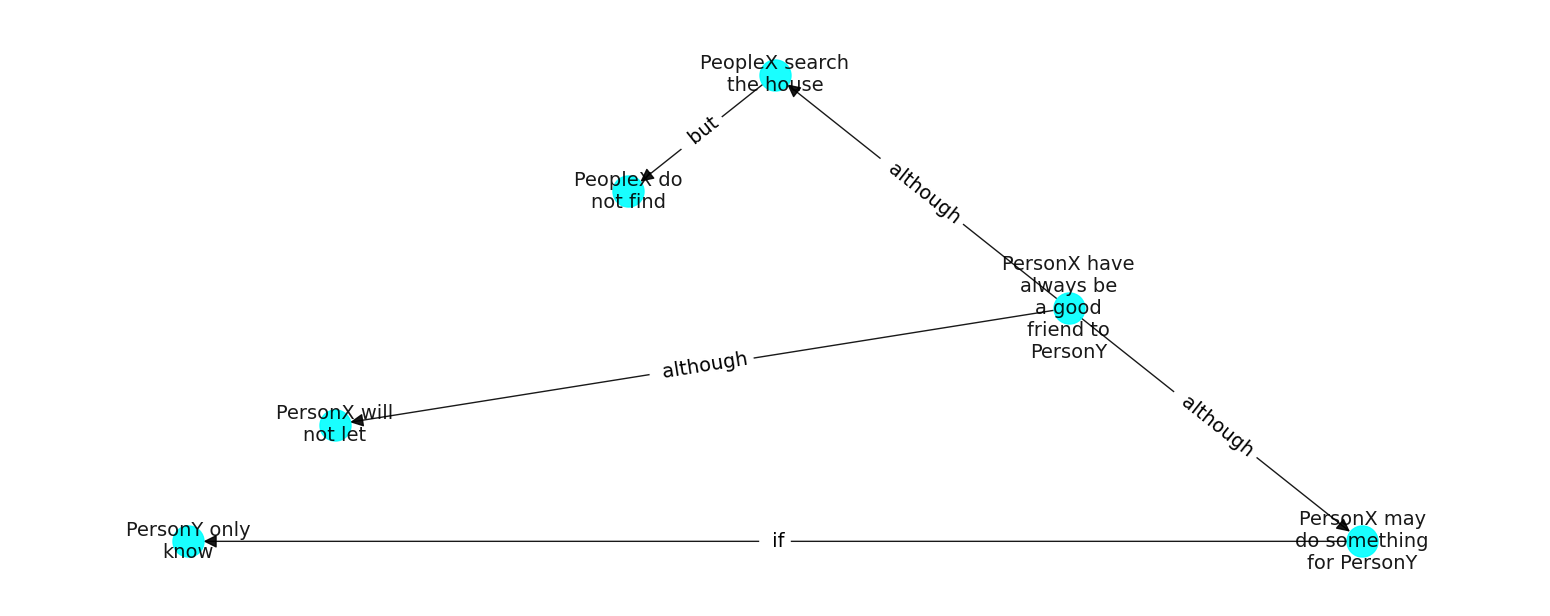 PeopleX search
the house
but
PeopleX do
not find
although
PersonX have
always be
a good
friend to
PersonY
although
PersonX will
not let
although
PersonY only
know
if
PersonX may
do something
for PersonY